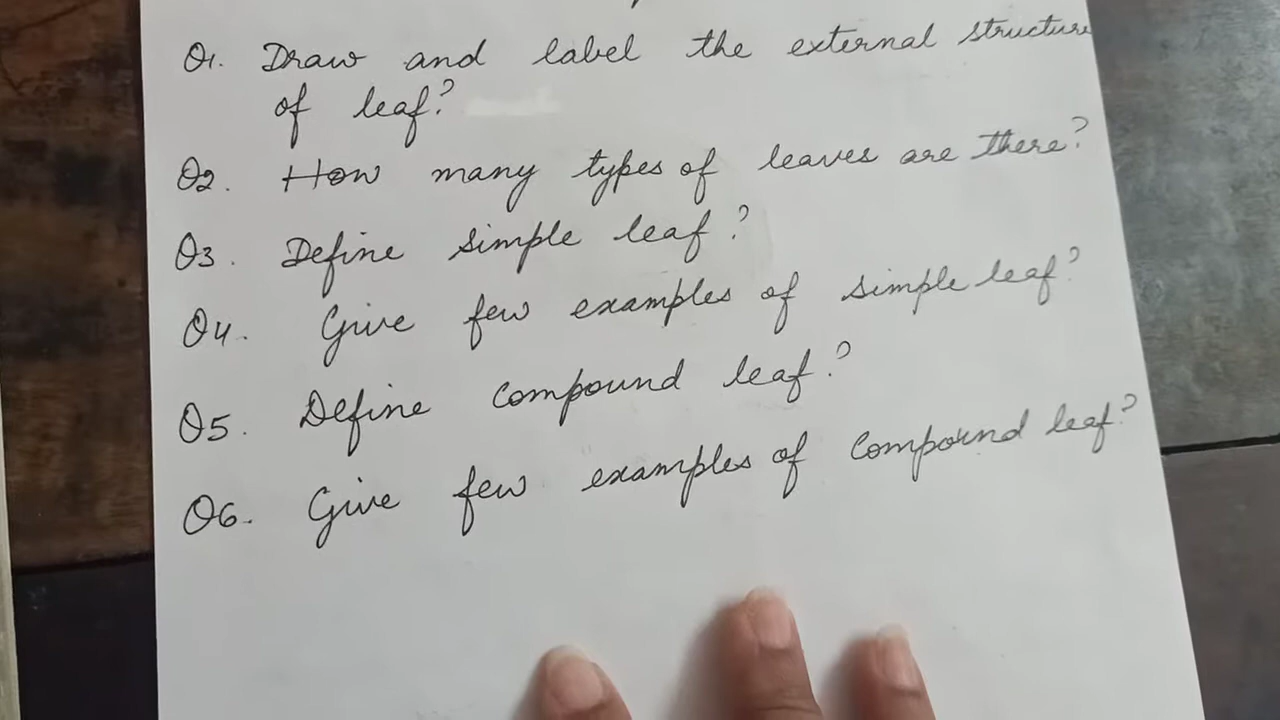 Q1. Draw and label the external structure
of leaf?
Q2. How many types of leaves are there?
Q3. Define simple leaf?
Q4. Give few examples of simple leaf?
Q5. Define compound leaf?
Q6. Give few examples of compound leaf?